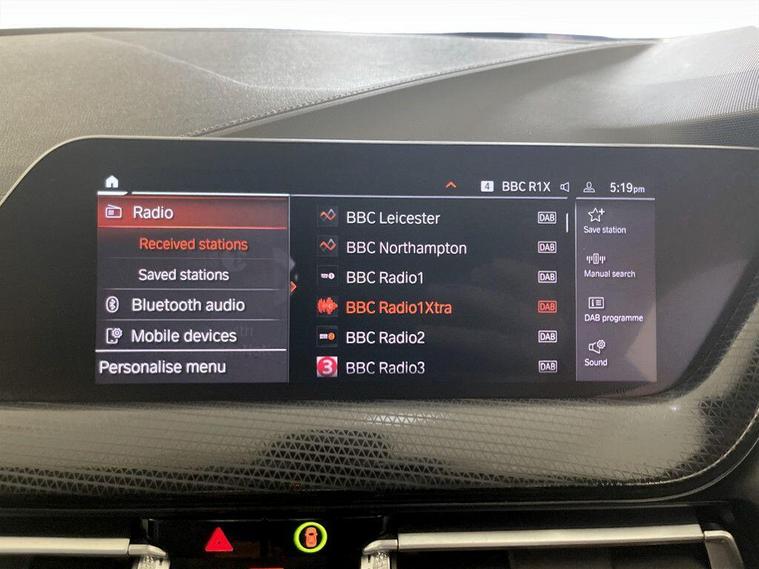 4 BBC R1X 5:19pm
Radio
Received stations
Saved stations
Bluetooth audio
Mobile devices
Personalise menu
BBC Leicester DAB
BBC Northampton DAB
BBC Radio1 DAB
BBC Radio1Xtra DAB
BBC Radio2 DAB
3 BBC Radio3 DAB
Save station
Manual search
DAB programme
Sound